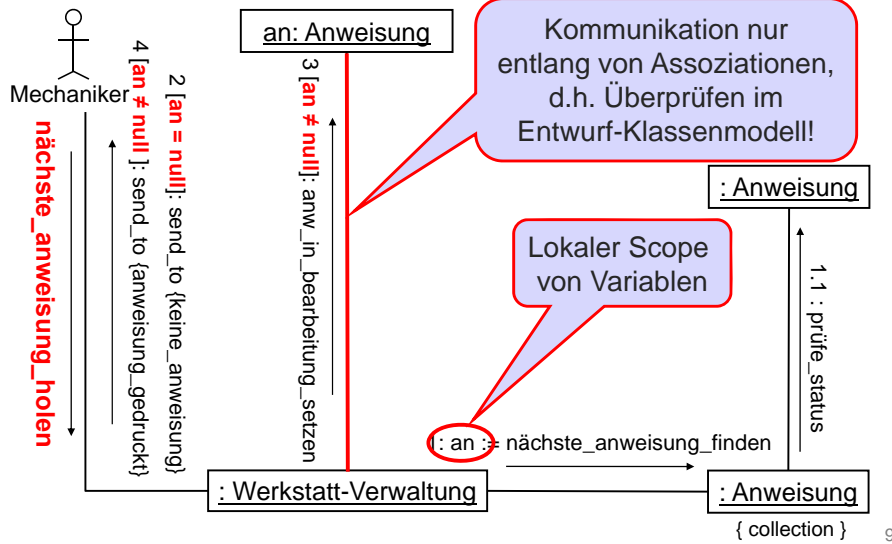 Mechaniker
nächste_anweisung_holen
4 [an ≠ null ]: send_to {anweisung_gedruckt}
2 [an = null]: send_to {keine_anweisung}
an: Anweisung
3 [an ≠ null]: anw_in_bearbeitung_setzen
Kommunikation nur
entlang von Assoziationen,
d.h. Überprüfen im
Entwurf-Klassenmodell!
: Anweisung
Lokaler Scope
von Variablen
1.1 : prüfe_status
1: an := nächste_anweisung_finden
: Werkstatt-Verwaltung
: Anweisung
{ collection }
9